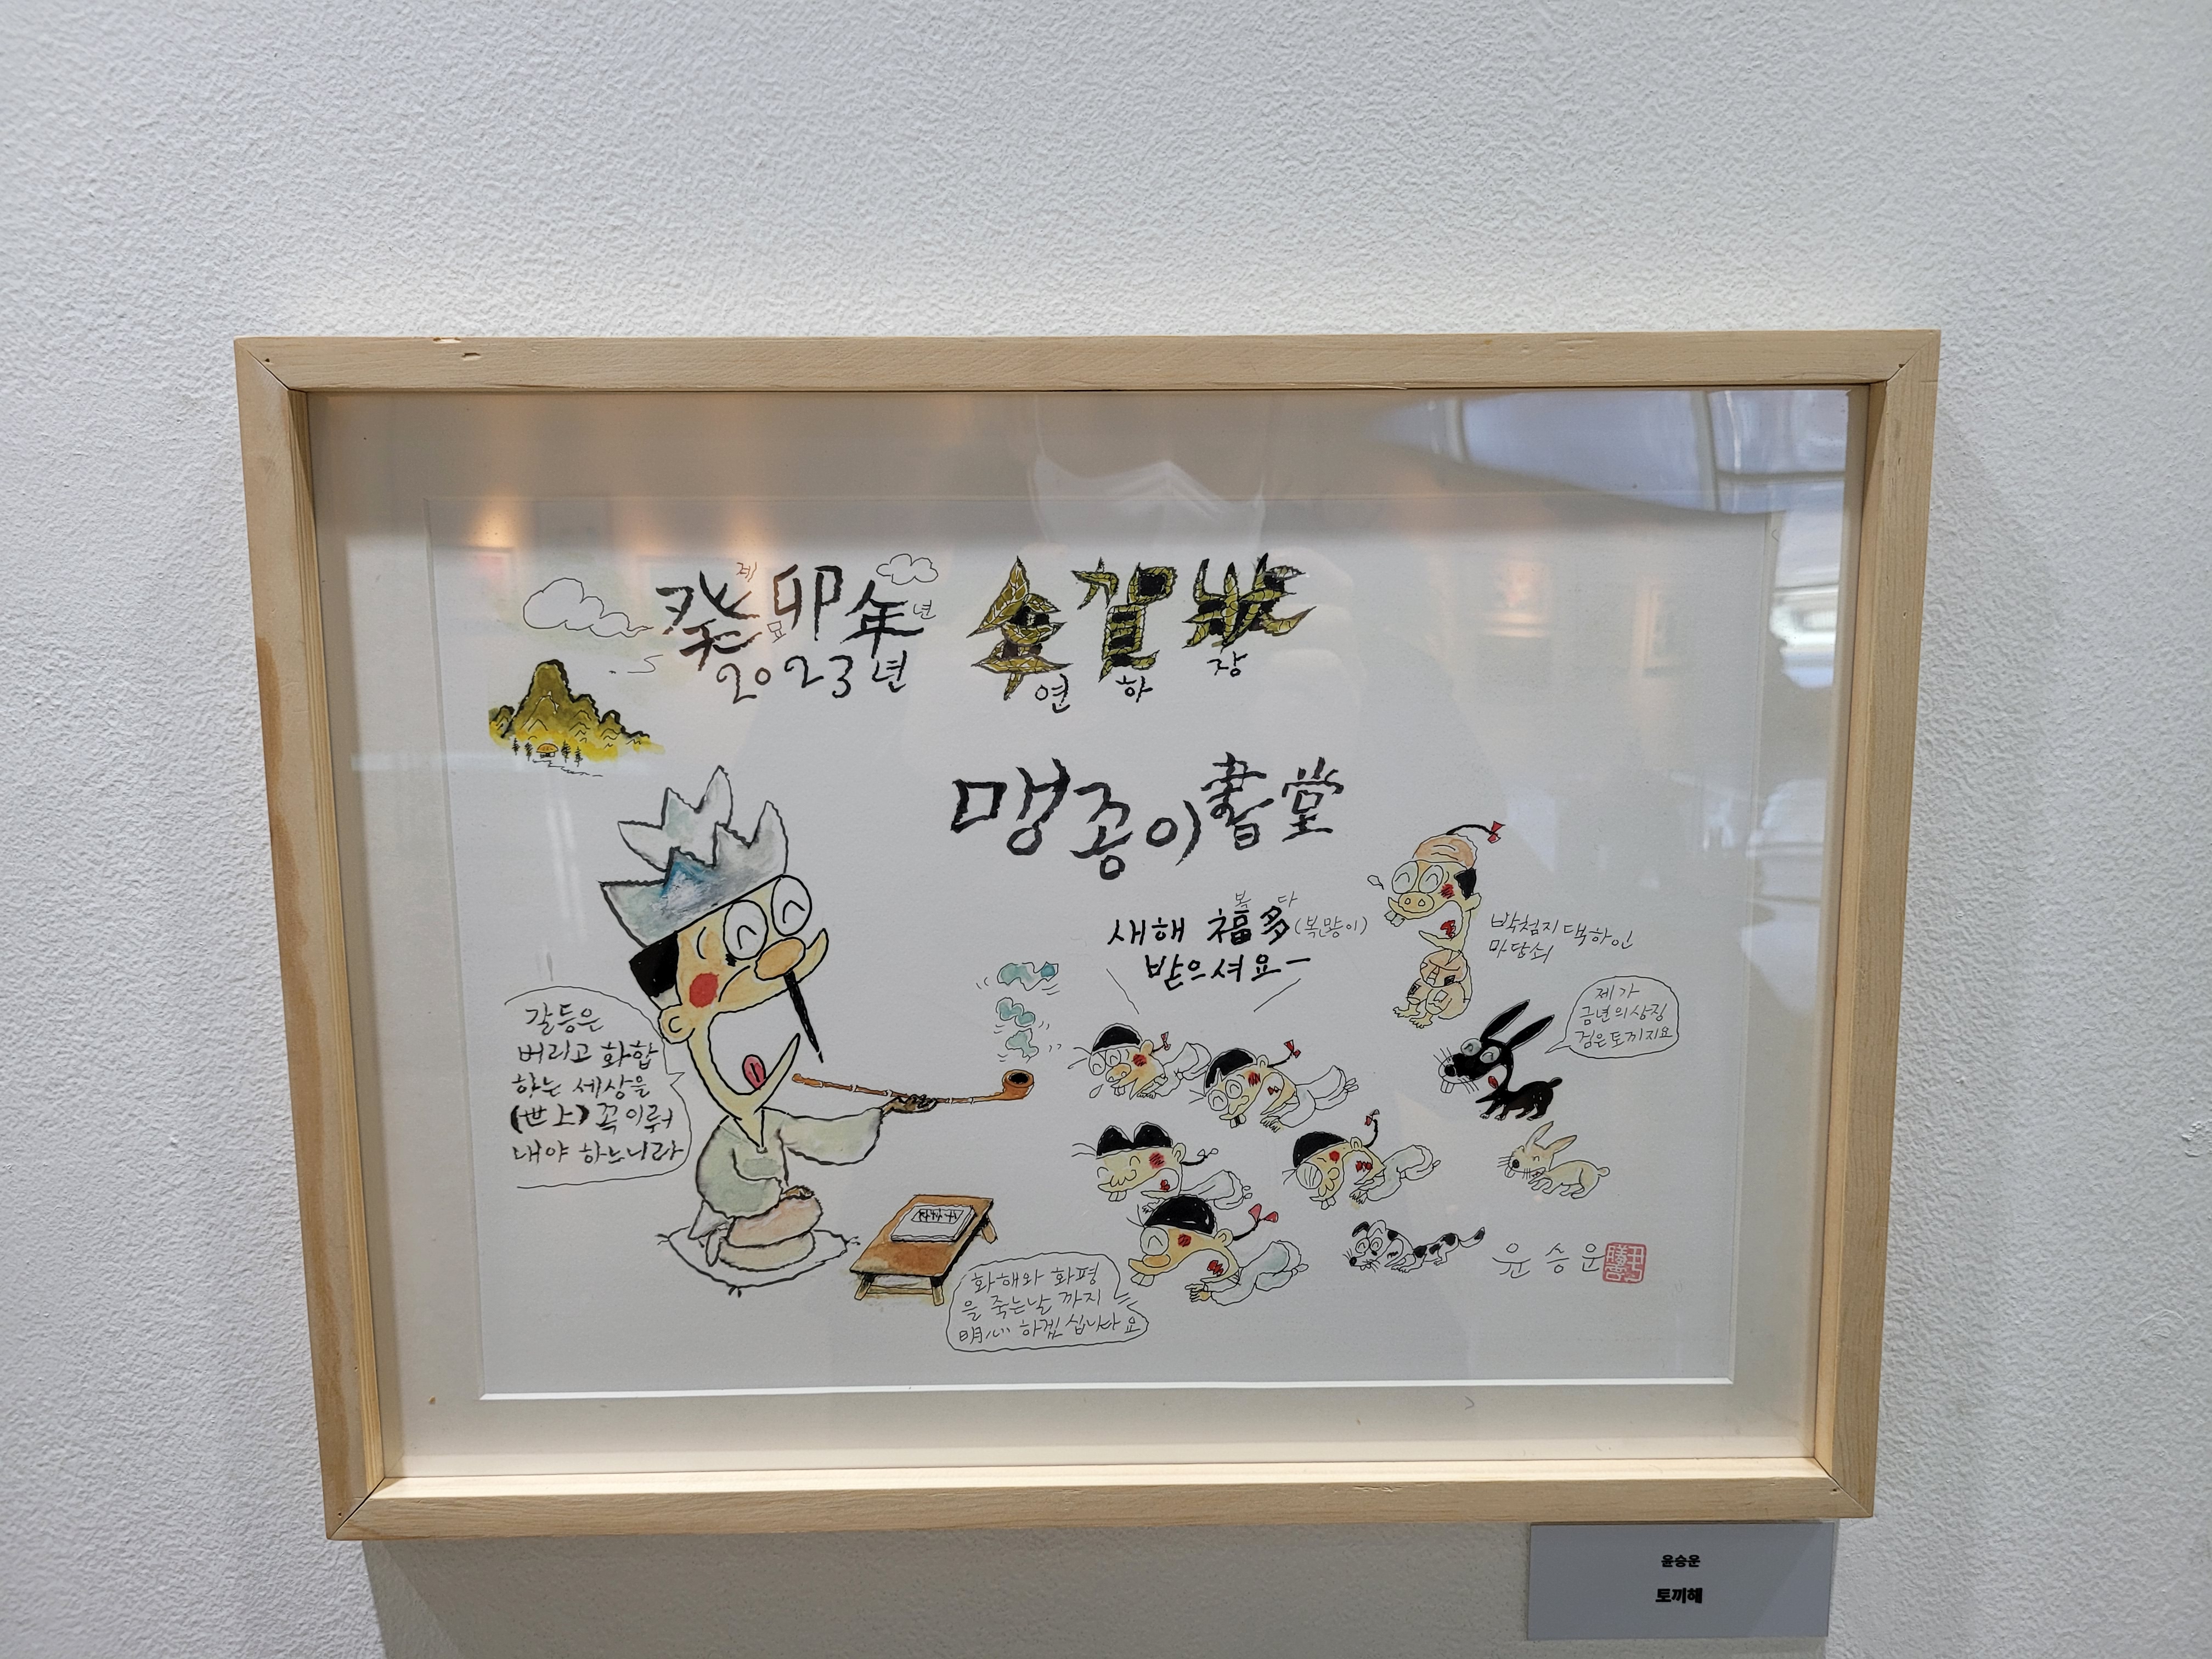 癸卯年
계묘년
2023년
年賀狀
연하장
맹꽁이書堂
새해 福多(복많이)
복 다
받으셔요ー
박첨지댁하인
마당쇠
제가
금년의상징
검은토끼지요
갈등은
버리고 화합
하는 세상을
(世上)꼭이뤄
내야 하느니라
화해와 화평
을 죽는날 까지
明心 하겠십니다요
윤승운
윤승운
토끼해